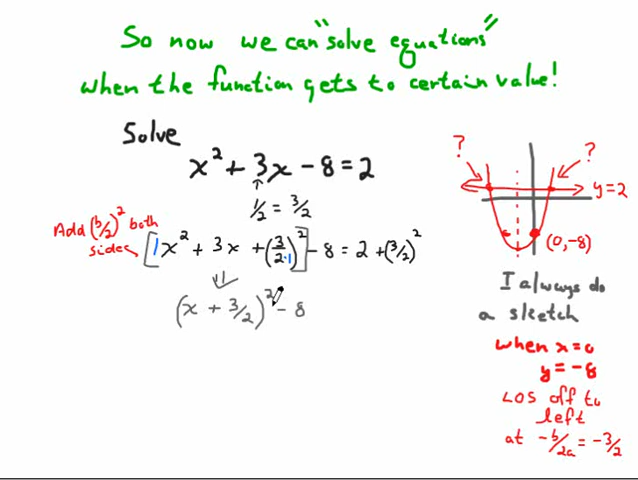 So now we can "solve equations"
when the function gets to certain value!
Solve
x² + 3x - 8 = 2
↑
1/2 = 3/2
Add (b/2)² both
sides
[1x² + 3x + (3/2·1)²] - 8 = 2 + (3/2)²
(x + 3/2)² - 8
? ?
y = 2
(0, -8)
I always do
a sketch
when x = 0
y = -8
LOS off to
left
at -b/2a = -3/2